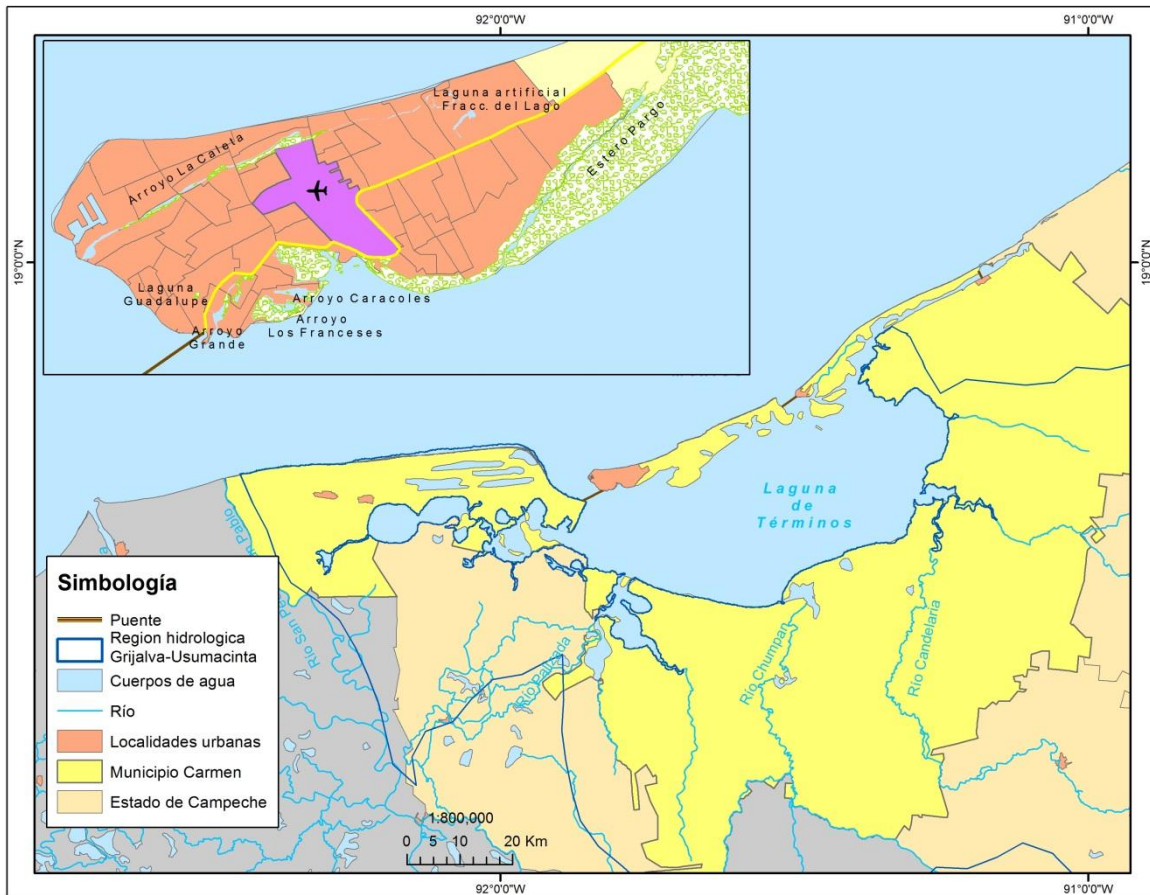 92°0'0"W
91°0'0"W
19°0'0"N
19°0'0"N
Laguna artificial
Fracc. del Lago
Estero Pargo
Arroyo La Caleta
Laguna
Guadalupe
Arroyo Caracoles
Arroyo
Grande
Arroyo
Los Franceses
Laguna
de
Términos
Río Palizada
Río Chumpan
Río Candelaria
Simbología
Puente
Region hidrologica
Grijalva-Usumacinta
Cuerpos de agua
Río
Localidades urbanas
Municipio Carmen
Estado de Campeche
1:800,000
0 5 10 20 Km
92°0'0"W
91°0'0"W